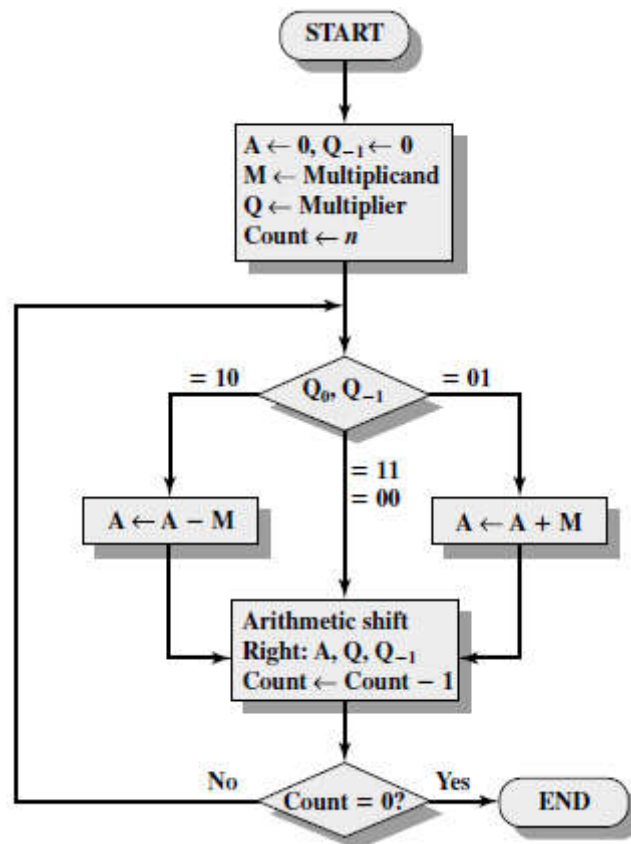 START
A ← 0, Q₋₁ ← 0
M ← Multiplicand
Q ← Multiplier
Count ← n
= 10
Q₀, Q₋₁
= 01
= 11
= 00
A ← A − M
A ← A + M
Arithmetic shift
Right: A, Q, Q₋₁
Count ← Count − 1
No
Count = 0?
Yes
END